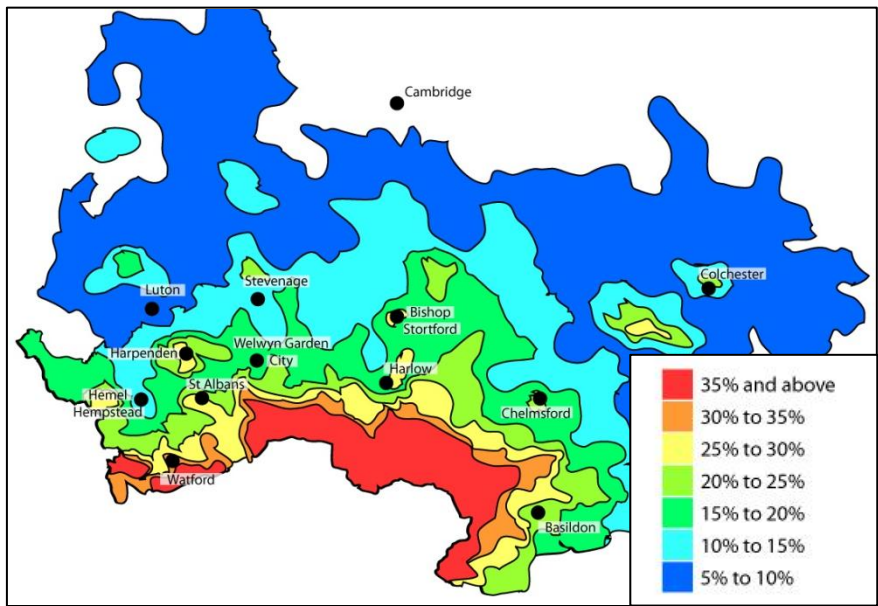 Cambridge
Colchester
Luton
Stevenage
Bishop
Stortford
Harpenden
Welwyn Garden
City
Harlow
Hemel
Hempstead
St Albans
Chelmsford
Watford
Basildon
35% and above
30% to 35%
25% to 30%
20% to 25%
15% to 20%
10% to 15%
5% to 10%